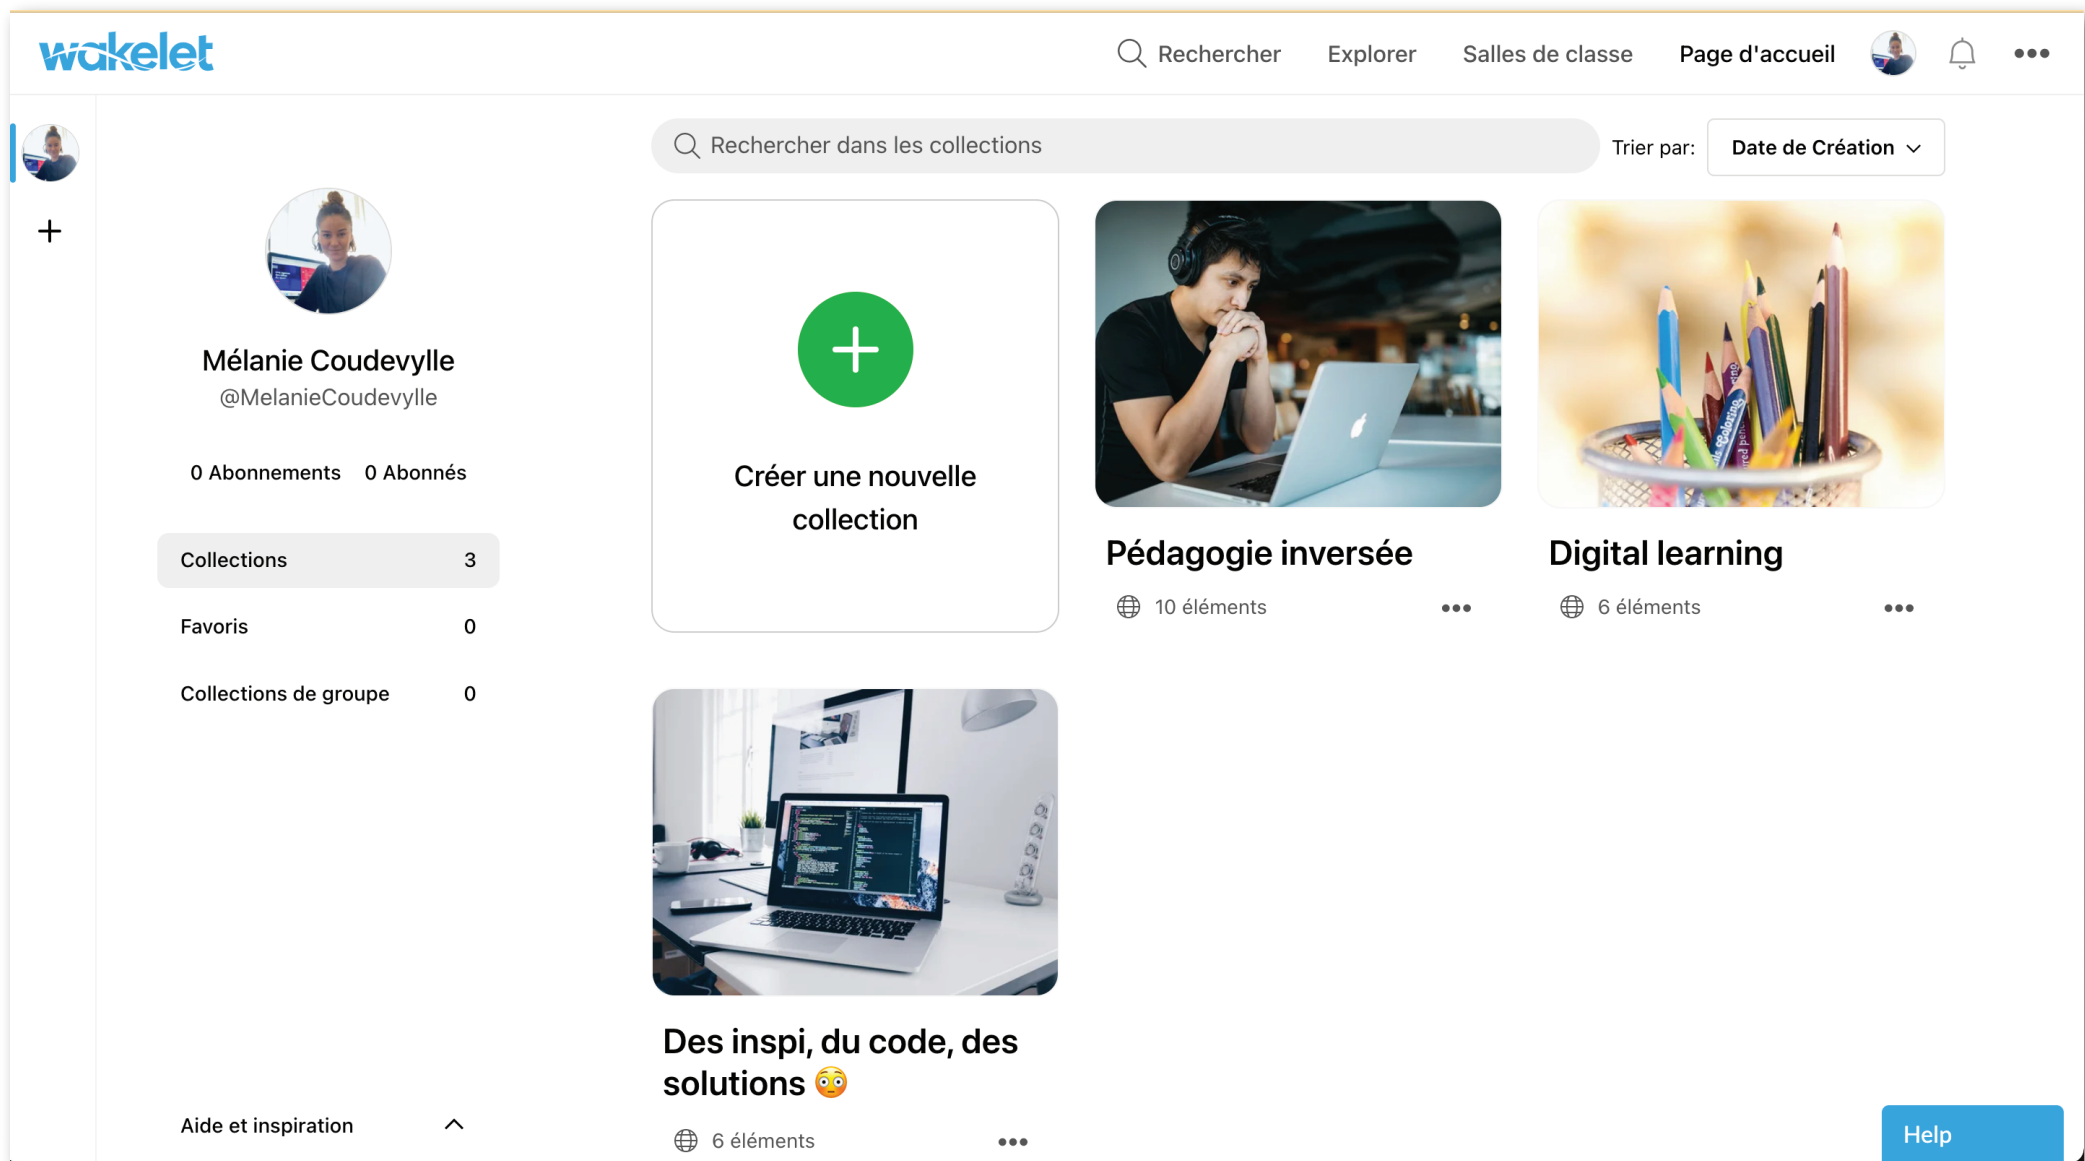 wakelet
Rechercher
Explorer
Salles de classe
Page d'accueil
Rechercher dans les collections
Trier par:
Date de Création
Mélanie Coudevylle
@MelanieCoudevylle
0 Abonnements
0 Abonnés
Collections 3
Favoris 0
Collections de groupe 0
Créer une nouvelle
collection
Coloring
Pédagogie inversée
10 éléments
Digital learning
6 éléments
Des inspi, du code, des
solutions 😳
6 éléments
Aide et inspiration
Help